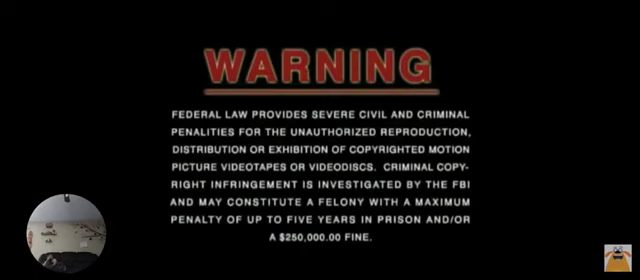 WARNING
FEDERAL LAW PROVIDES SEVERE CIVIL AND CRIMINAL
PENALITIES FOR THE UNAUTHORIZED REPRODUCTION,
DISTRIBUTION OR EXHIBITION OF COPYRIGHTED MOTION
PICTURE VIDEOTAPES OR VIDEODISCS. CRIMINAL COPY-
RIGHT INFRINGEMENT IS INVESTIGATED BY THE FBI
AND MAY CONSTITUTE A FELONY WITH A MAXIMUM
PENALTY OF UP TO FIVE YEARS IN PRISON AND/OR
A $250,000.00 FINE.